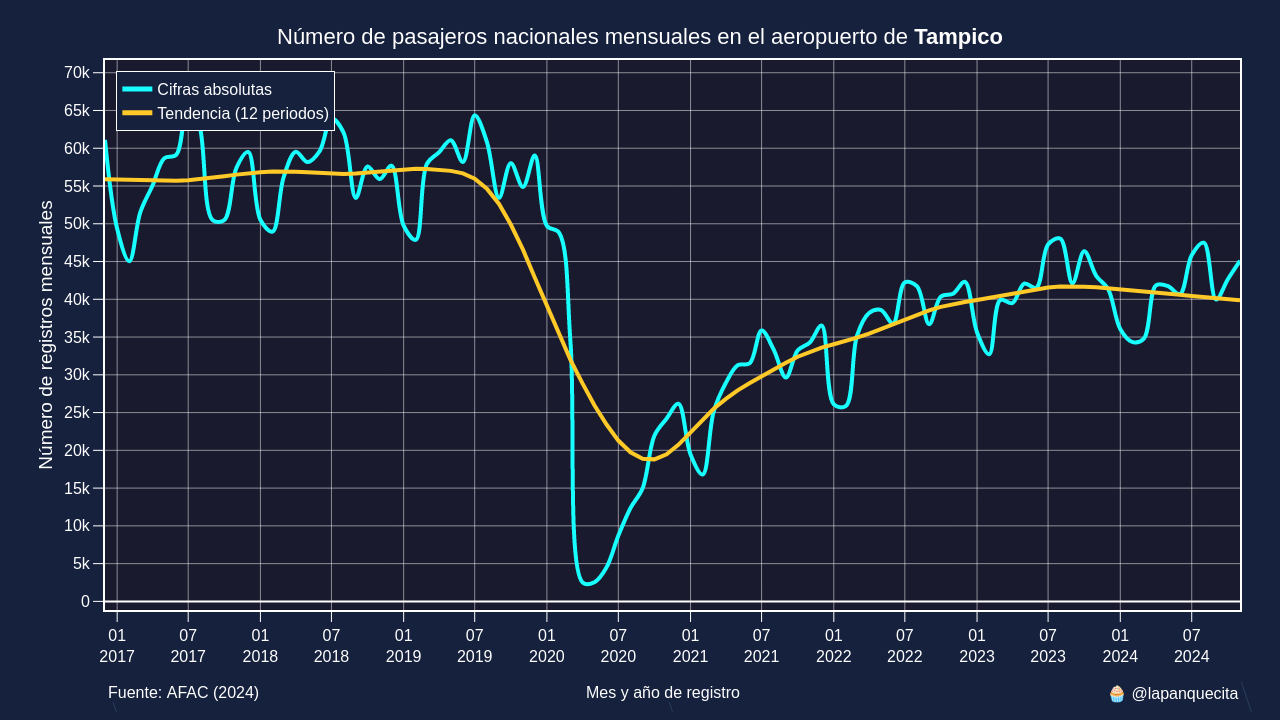 Número de pasajeros nacionales mensuales en el aeropuerto de Tampico
Cifras absolutas
Tendencia (12 periodos)
Número de registros mensuales
70k
65k
60k
55k
50k
45k
40k
35k
30k
25k
20k
15k
10k
5k
0
01 07 01 07 01 07 01 07 01 07 01 07 01 07 01 07
2017 2017 2018 2018 2019 2019 2020 2020 2021 2021 2022 2022 2023 2023 2024 2024
Fuente: AFAC (2024) Mes y año de registro 🧁 @lapanquecita